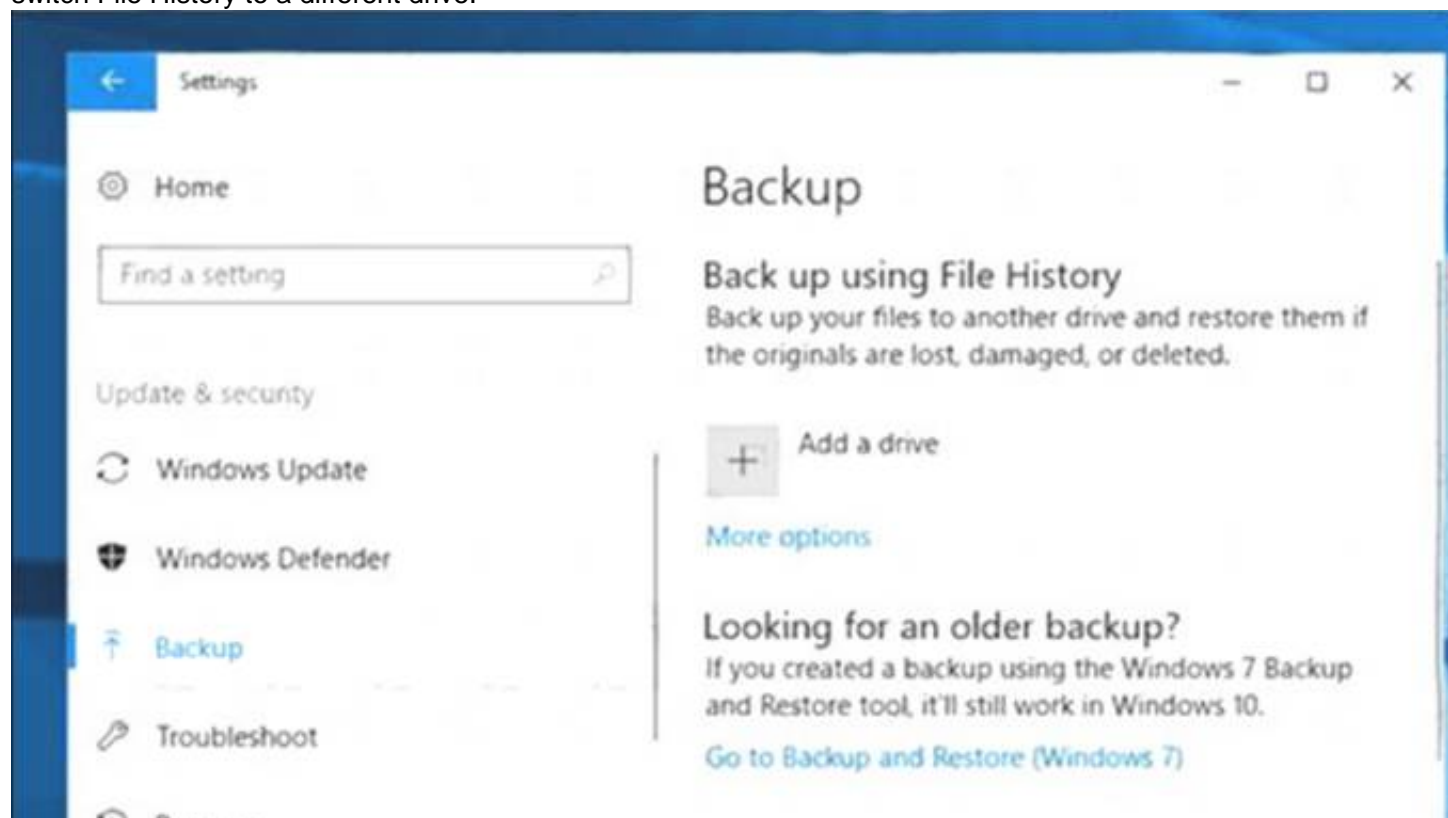 switch File History to a different drive.
Settings
Home
Find a setting
Update & security
Windows Update
Windows Defender
Backup
Troubleshoot
Backup
Back up using File History
Back up your files to another drive and restore them if
the originals are lost, damaged, or deleted.
Add a drive
More options
Looking for an older backup?
If you created a backup using the Windows 7 Backup
and Restore tool, it'll still work in Windows 10.
Go to Backup and Restore (Windows 7)